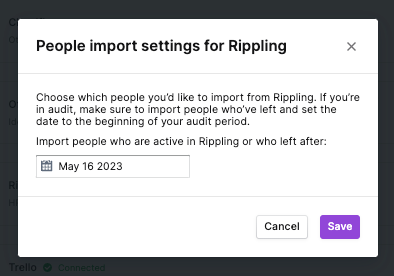 People import settings for Rippling
Choose which people you'd like to import from Rippling. If you're
in audit, make sure to import people who've left and set the
date to the beginning of your audit period.
Import people who are active in Rippling or who left after:
May 16 2023
Cancel
Save
Trello
Connected